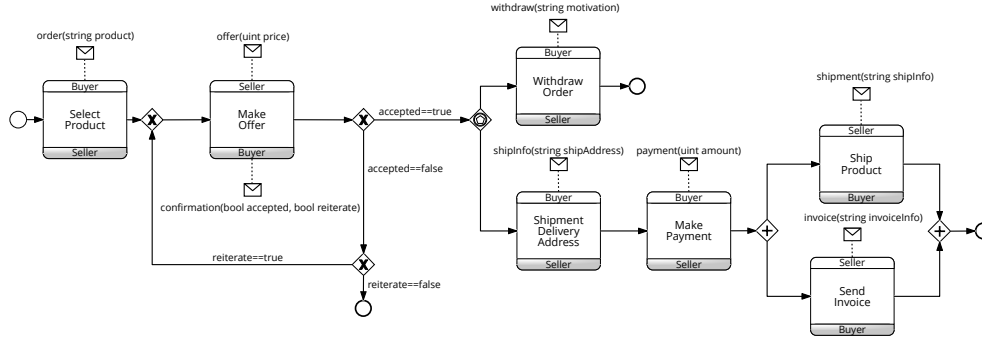 order(string product)
Buyer
Select
Product
Seller
offer(uint price)
Seller
Make
Offer
Buyer
confirmation(bool accepted, bool reiterate)
accepted==true
accepted==false
reiterate==true
reiterate==false
withdraw(string motivation)
Buyer
Withdraw
Order
Seller
shipInfo(string shipAddress)
Buyer
Shipment
Delivery
Address
Seller
payment(uint amount)
Buyer
Make
Payment
Seller
shipment(string shipInfo)
Seller
Ship
Product
Buyer
invoice(string invoiceInfo)
Seller
Send
Invoice
Buyer